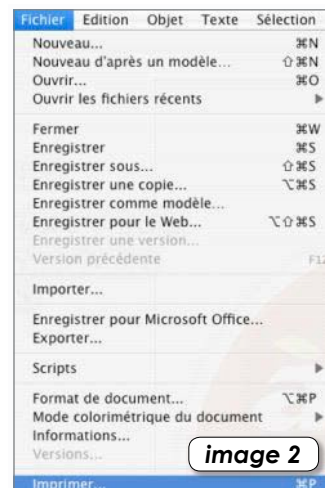 Fichier Edition Objet Texte Sélection
Nouveau... ⌘N
Nouveau d'après un modèle... ⇧⌘N
Ouvrir... ⌘O
Ouvrir les fichiers récents ▶
Fermer ⌘W
Enregistrer ⌘S
Enregistrer sous... ⇧⌘S
Enregistrer une copie... ⌥⌘S
Enregistrer comme modèle...
Enregistrer pour le Web... ⌥⇧⌘S
Enregistrer une version...
Version précédente F12
Importer...
Enregistrer pour Microsoft Office...
Exporter...
Scripts ▶
Format de document... ⌥⌘P
Mode colorimétrique du document ▶
Informations...
Versions...
image 2
Imprimer... ⌘P